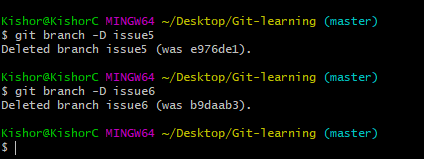 Kishor@KishorC MINGW64 ~/Desktop/Git-learning (master)
$ git branch -D issue5
Deleted branch issue5 (was e976de1).
Kishor@KishorC MINGW64 ~/Desktop/Git-learning (master)
$ git branch -D issue6
Deleted branch issue6 (was b9daab3).
Kishor@KishorC MINGW64 ~/Desktop/Git-learning (master)
$